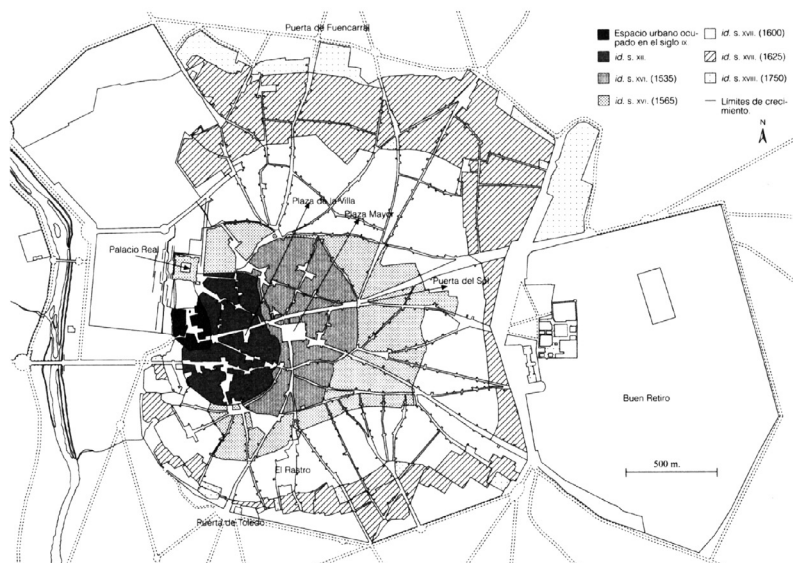 Puerta de Fuencarral
Espacio urbano ocu-
pado en el siglo IX
id. s. XII.
id. s. XVI. (1535)
id. s. XVI. (1565)
id. s. XVII. (1600)
id. s. XVII. (1625)
id. s. XVIII. (1750)
Límites de creci-
miento.
N
Plaza de la Villa
Plaza Mayor
Palacio Real
Puerta del Sol
Buen Retiro
El Rastro
500 m.
Puerta de Toledo